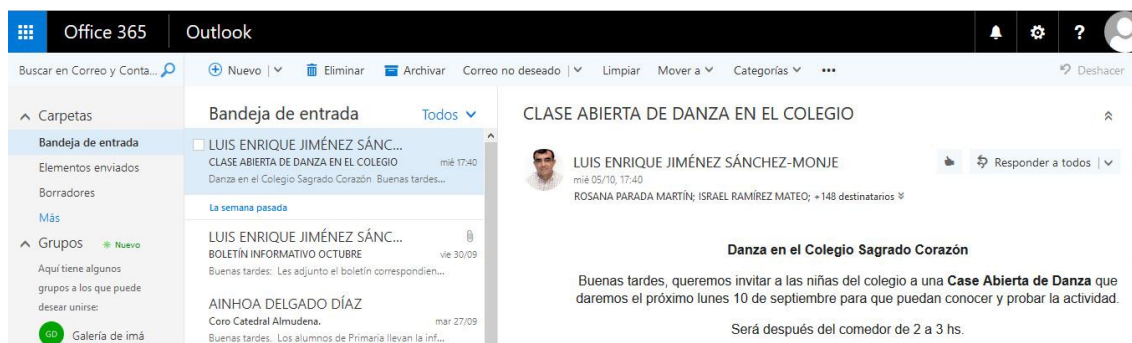 Office 365 Outlook ?
Buscar en Correo y Conta... Nuevo Eliminar Archivar Correo no deseado Limpiar Mover a Categorías ... Deshacer
Carpetas
Bandeja de entrada
Elementos enviados
Borradores
Más
Grupos Nuevo
Aquí tiene algunos
grupos a los que puede
desear unirse:
GD Galería de imá
Bandeja de entrada Todos
LUIS ENRIQUE JIMÉNEZ SÁNC...
CLASE ABIERTA DE DANZA EN EL COLEGIO mié 17:40
Danza en el Colegio Sagrado Corazón Buenas tardes...
La semana pasada
LUIS ENRIQUE JIMÉNEZ SÁNC...
BOLETÍN INFORMATIVO OCTUBRE vie 30/09
Buenas tardes: Les adjunto el boletín correspondien...
AINHOA DELGADO DÍAZ
Coro Catedral Almudena. mar 27/09
Buenas tardes. Los alumnos de Primaria llevan la inf...
CLASE ABIERTA DE DANZA EN EL COLEGIO
LUIS ENRIQUE JIMÉNEZ SÁNCHEZ-MONJE Responder a todos
mié 05/10, 17:40
ROSANA PARADA MARTÍN; ISRAEL RAMÍREZ MATEO; +148 destinatarios
Danza en el Colegio Sagrado Corazón
Buenas tardes, queremos invitar a las niñas del colegio a una Case Abierta de Danza que
daremos el próximo lunes 10 de septiembre para que puedan conocer y probar la actividad.
Será después del comedor de 2 a 3 hs.